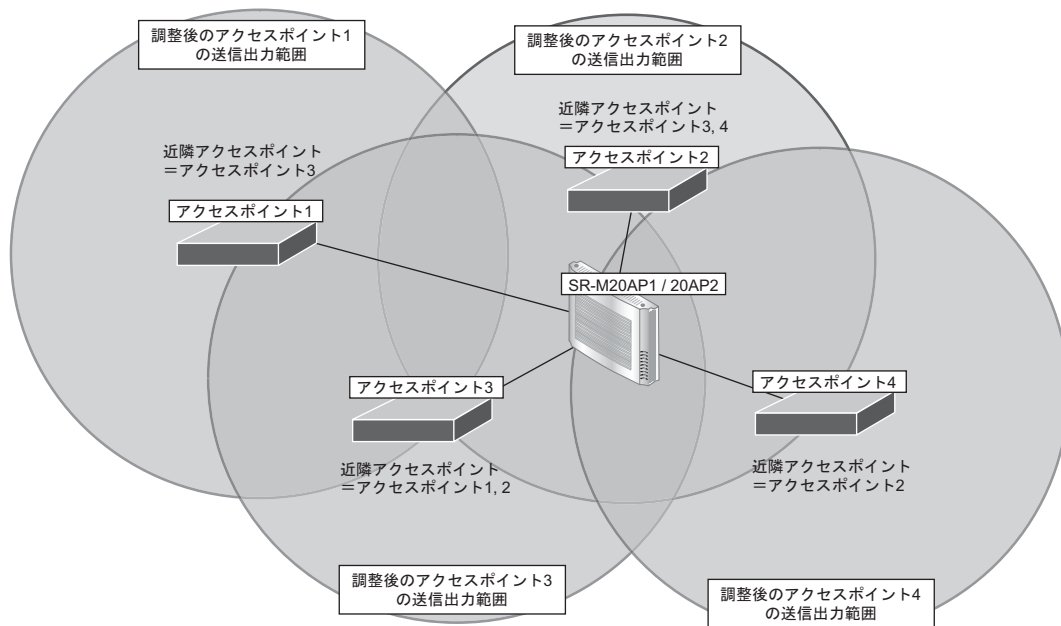 調整後のアクセスポイント1
の送信出力範囲
調整後のアクセスポイント2
の送信出力範囲
近隣アクセスポイント
＝アクセスポイント3, 4
アクセスポイント2
近隣アクセスポイント
＝アクセスポイント3
アクセスポイント1
SR-M20AP1 / 20AP2
アクセスポイント3
近隣アクセスポイント
＝アクセスポイント1, 2
アクセスポイント4
近隣アクセスポイント
＝アクセスポイント2
調整後のアクセスポイント3
の送信出力範囲
調整後のアクセスポイント4
の送信出力範囲